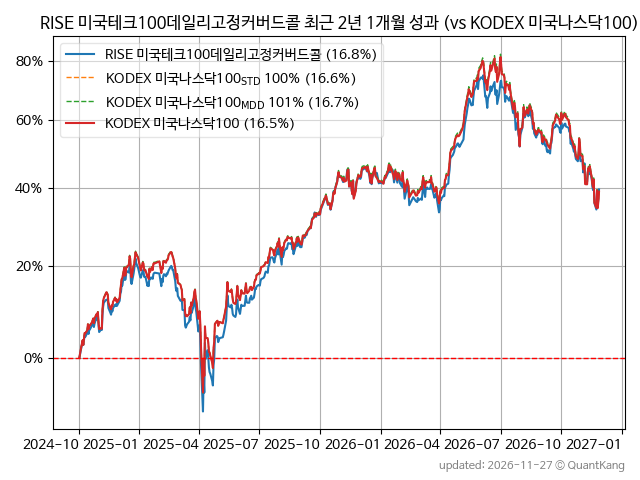 RISE 미국테크100데일리고정커버드콜 최근 2년 1개월 성과 (vs KODEX 미국나스닥100)
RISE 미국테크100데일리고정커버드콜 (16.8%)
KODEX 미국나스닥100STD 100% (16.6%)
KODEX 미국나스닥100MDD 101% (16.7%)
KODEX 미국나스닥100 (16.5%)
80%
60%
40%
20%
0%
2024-10 2025-01 2025-04 2025-07 2025-10 2026-01 2026-04 2026-07 2026-10 2027-01
updated: 2026-11-27 © QuantKang